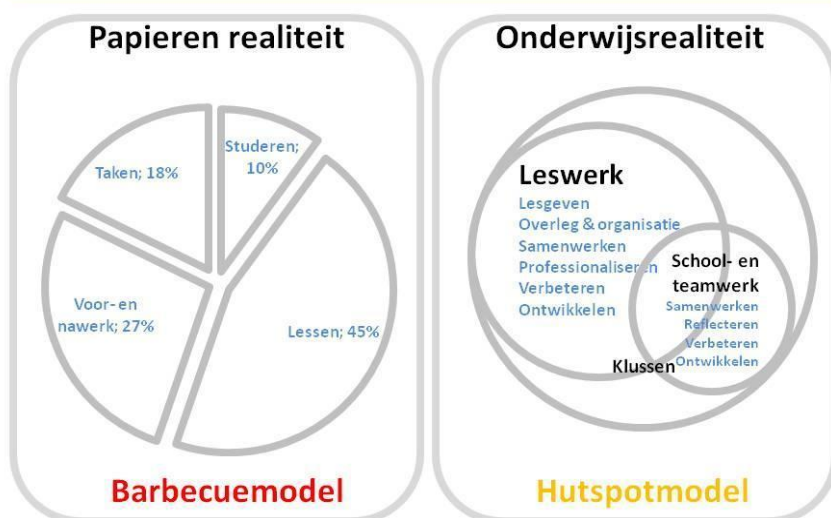 Papieren realiteit
Studeren;
10%
Taken; 18%
Voor- en
nawerk; 27%
Lessen; 45%
Barbecuemodel
Onderwijsrealiteit
Leswerk
Lesgeven
Overleg & organisatie
Samenwerken
Professionaliseren
Verbeteren
Ontwikkelen
School- en
teamwerk
Samenwerken
Reflecteren
Verbeteren
Ontwikkelen
Klussen
Hutspotmodel